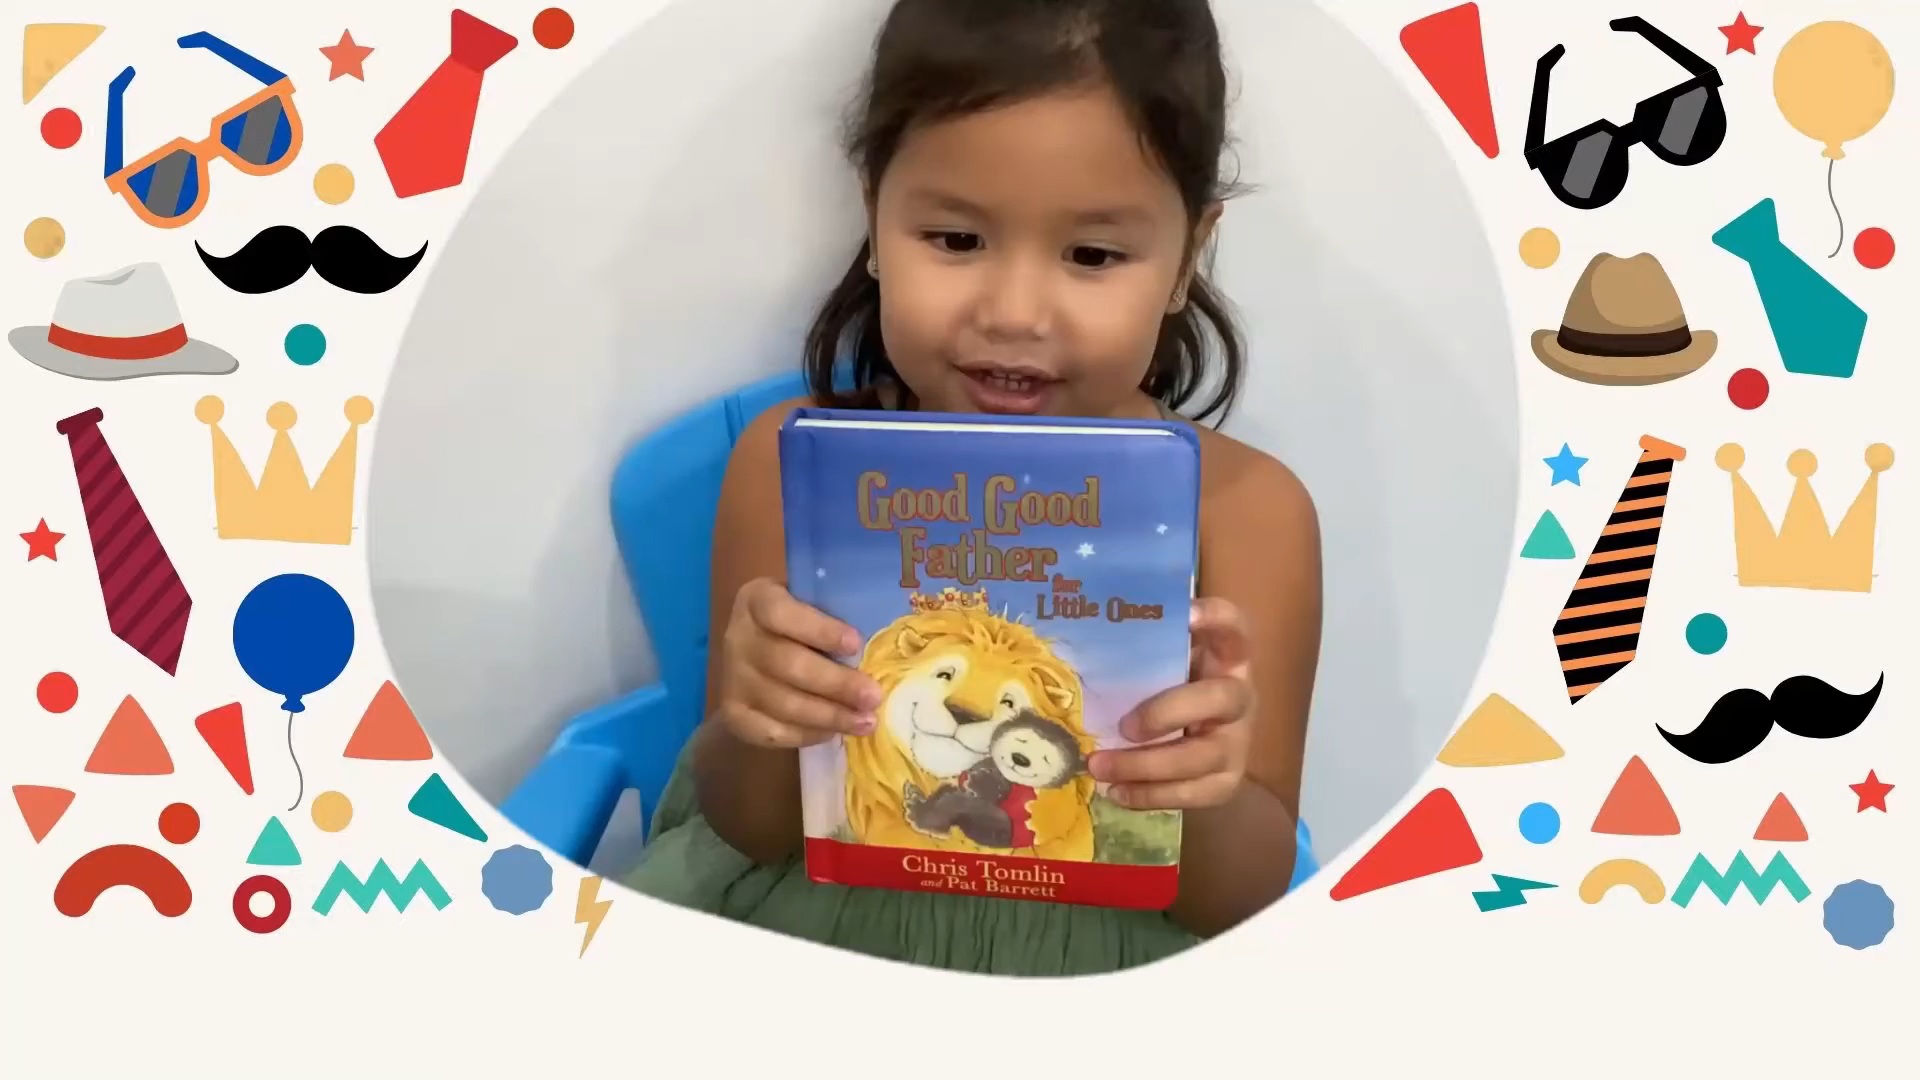 Good Good
Father
for
Little Ones
Chris Tomlin
and Pat Barrett